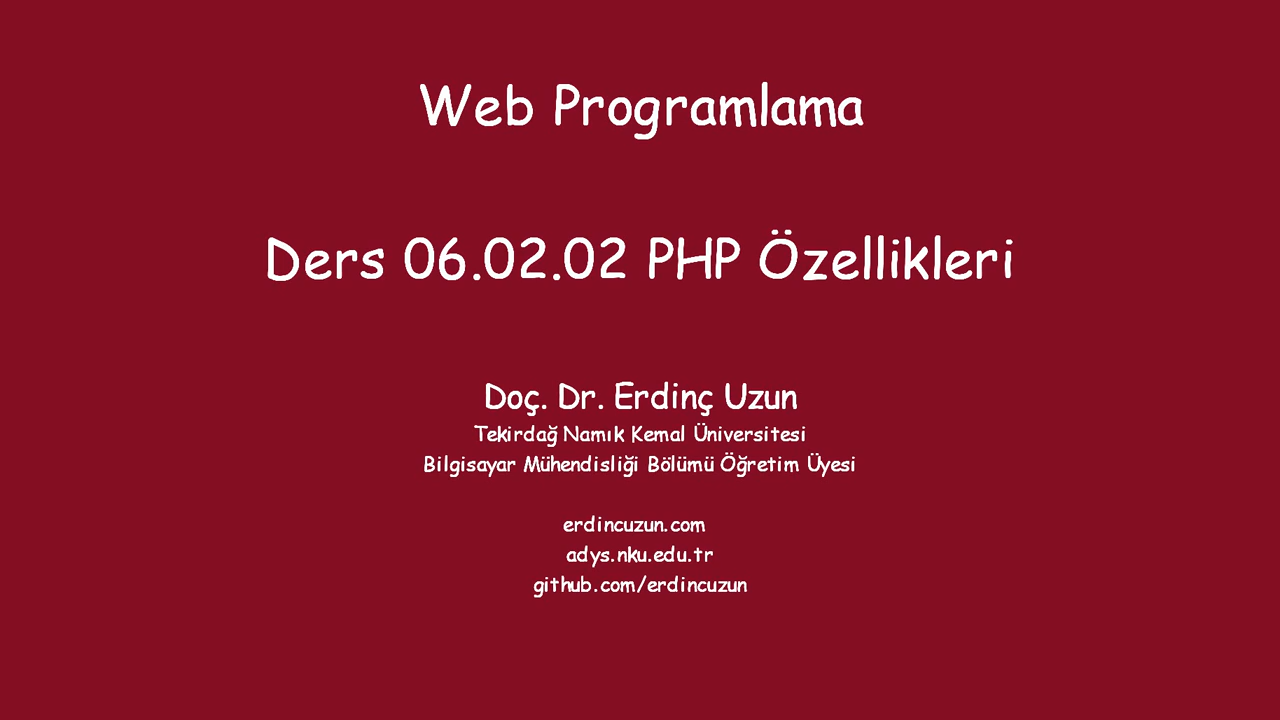 Web Programlama
Ders 06.02.02 PHP Özellikleri
Doç. Dr. Erdinç Uzun
Tekirdağ Namık Kemal Üniversitesi
Bilgisayar Mühendisliği Bölümü Öğretim Üyesi
erdincuzun.com
adys.nku.edu.tr
github.com/erdincuzun